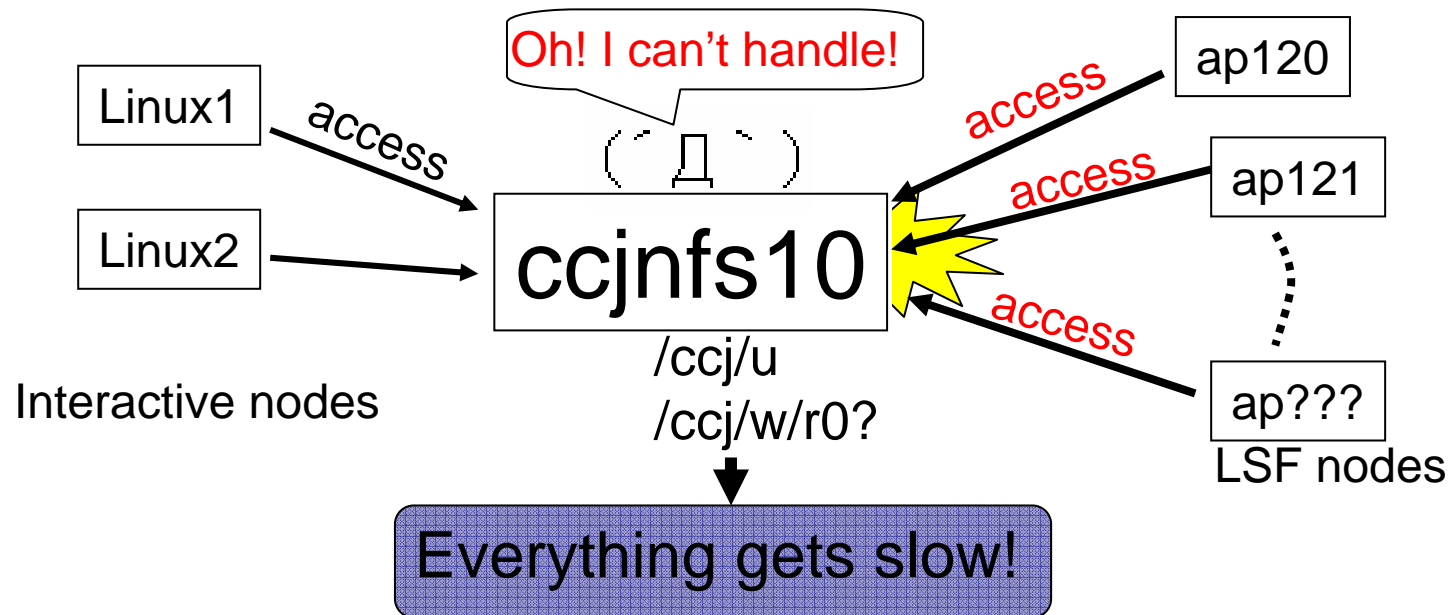 Oh! I can’t handle!
Linux1
access
Linux2
Interactive nodes
(´Д｀)
ccjnfs10
/ccj/u
/ccj/w/r0?
access
ap120
access
ap121
access
ap???
LSF nodes
Everything gets slow!